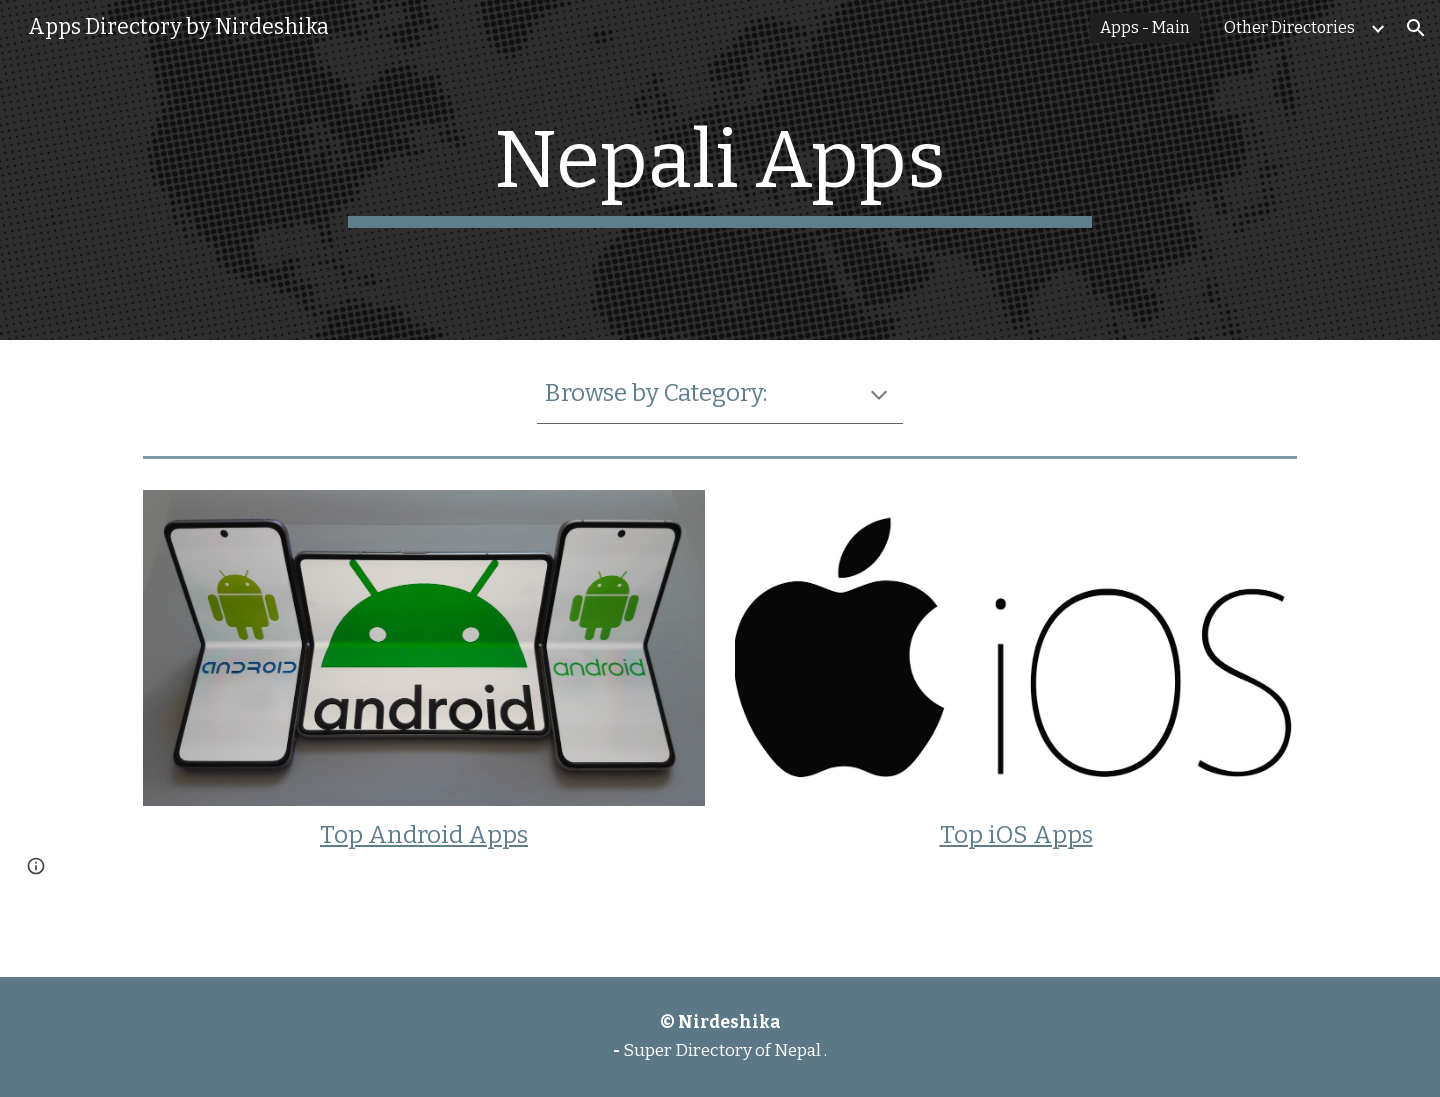 Apps Directory by Nirdeshika
Apps - Main
Other Directories
Nepali Apps
Browse by Category:
android
android
android
iOS
Top Android Apps
Top iOS Apps
© Nirdeshika
- Super Directory of Nepal .